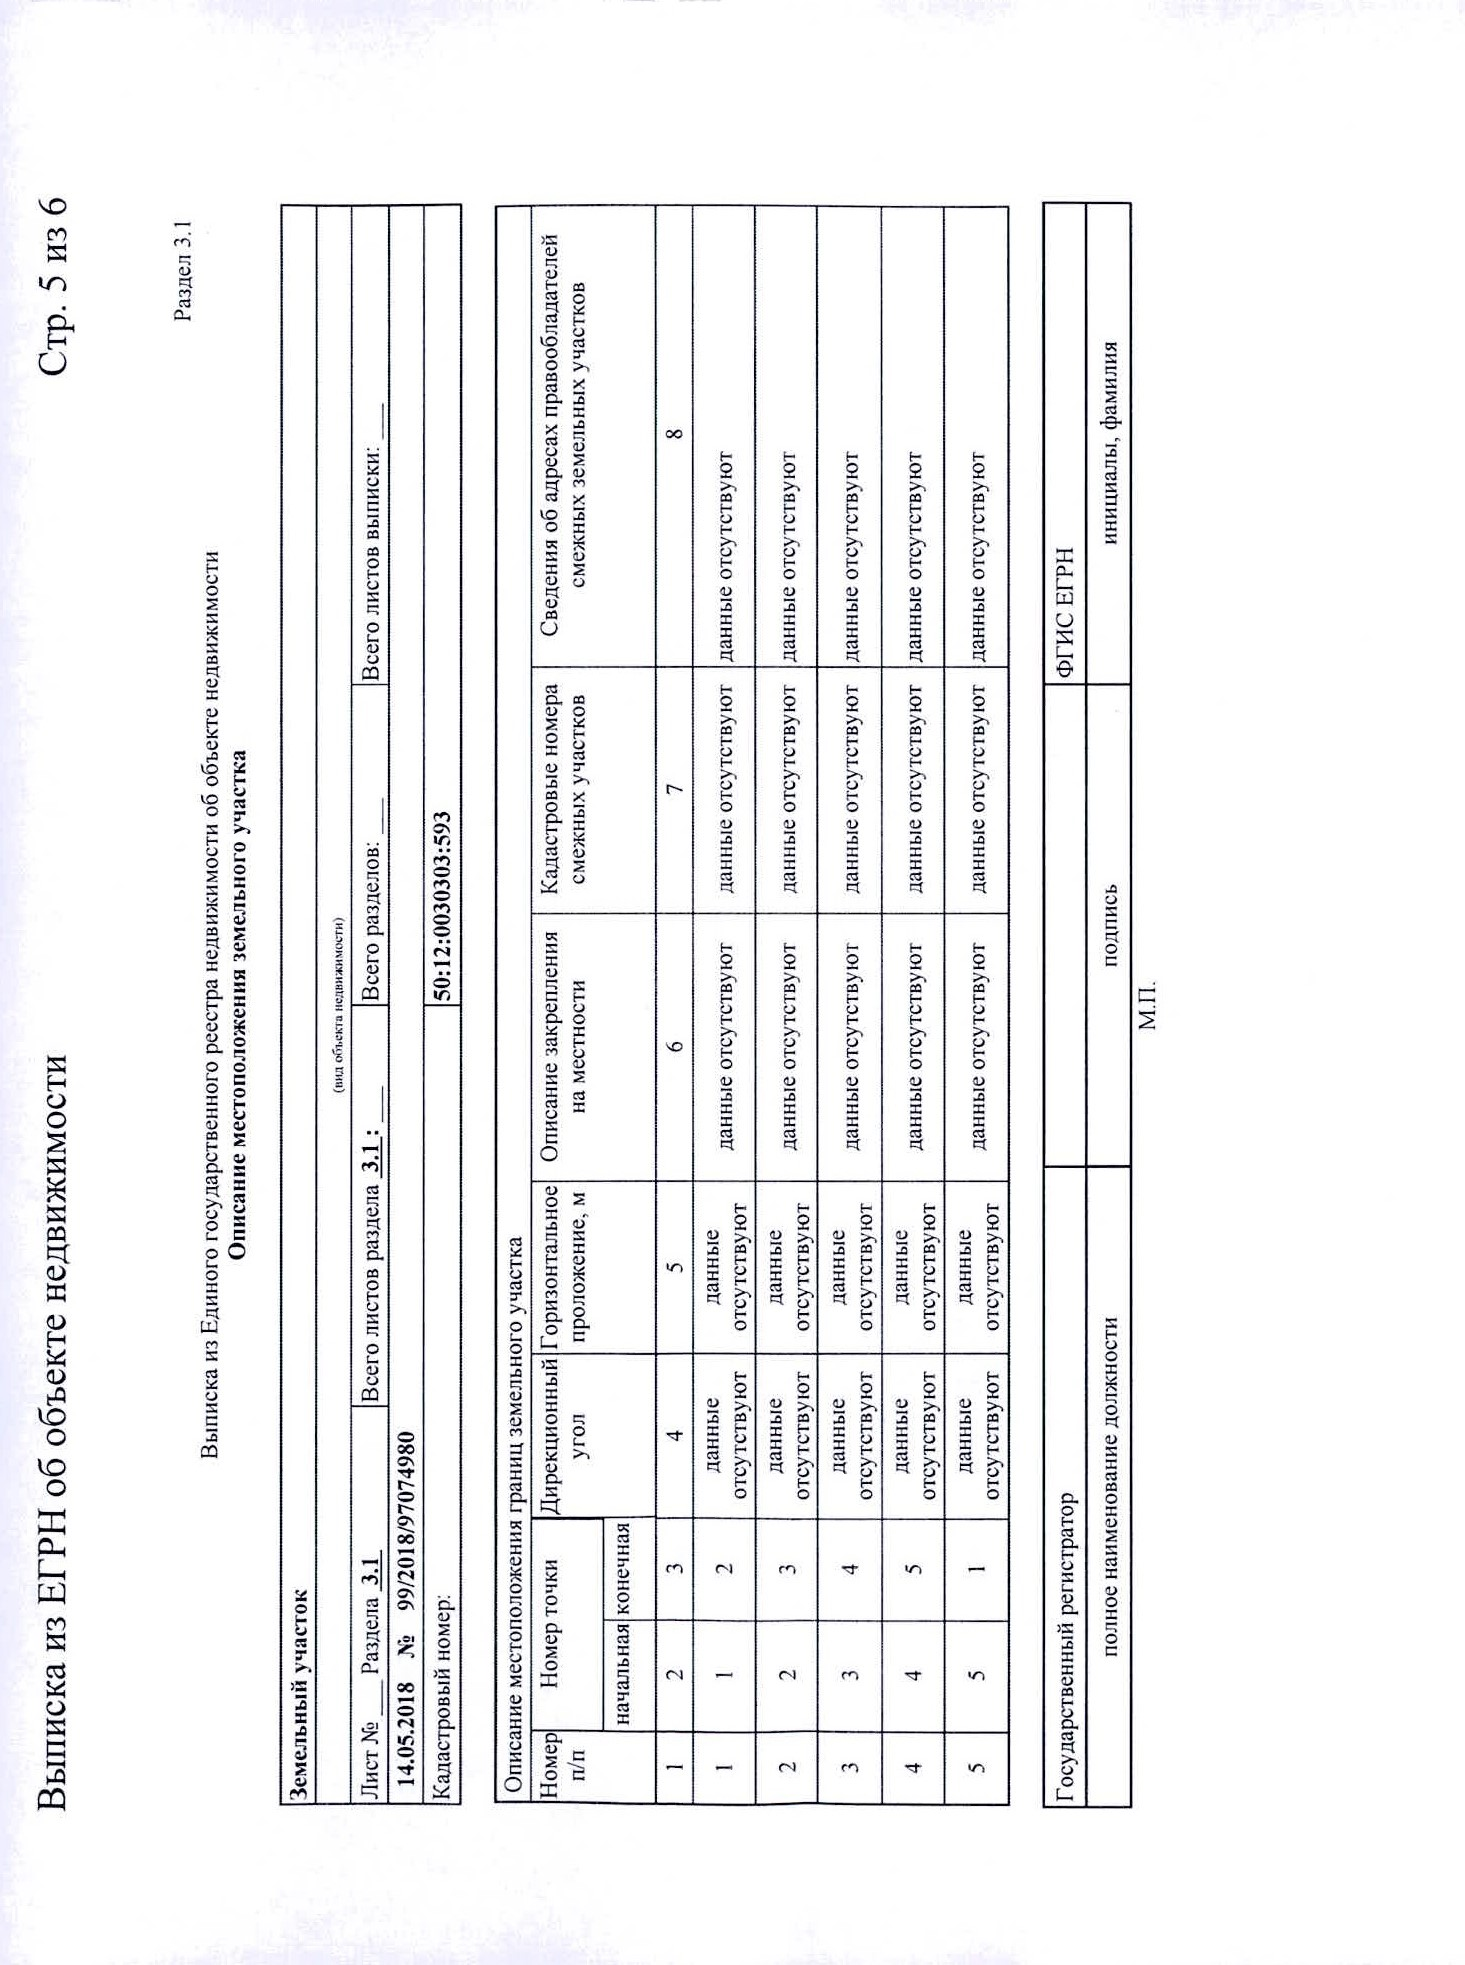 Выписка из ЕГРН об объекте недвижимости Стр. 5 из 6
Раздел 3.1
Выписка из Единого государственного реестра недвижимости об объекте недвижимости
Описание местоположения земельного участка
Земельный участок
(вид объекта недвижимости)
Лист № ___ Раздела 3.1 Всего листов раздела 3.1 : ___ Всего разделов: ___ Всего листов выписки: ___
14.05.2018 № 99/2018/97074980
Кадастровый номер: 50:12:0030303:593
Описание местоположения границ земельного участка
Номер Номер точки Дирекционный Горизонтальное Описание закрепления Кадастровые номера Сведения об адресах правообладателей
п/п угол проложение, м на местности смежных участков смежных земельных участков
начальная конечная
1 2 3 4 5 6 7 8
1 1 2 данные данные данные отсутствуют данные отсутствуют данные отсутствуют
отсутствуют отсутствуют
2 2 3 данные данные данные отсутствуют данные отсутствуют данные отсутствуют
отсутствуют отсутствуют
3 3 4 данные данные данные отсутствуют данные отсутствуют данные отсутствуют
отсутствуют отсутствуют
4 4 5 данные данные данные отсутствуют данные отсутствуют данные отсутствуют
отсутствуют отсутствуют
5 5 1 данные данные данные отсутствуют данные отсутствуют данные отсутствуют
отсутствуют отсутствуют
Государственный регистратор ФГИС ЕГРН
полное наименование должности подпись инициалы, фамилия
М.П.